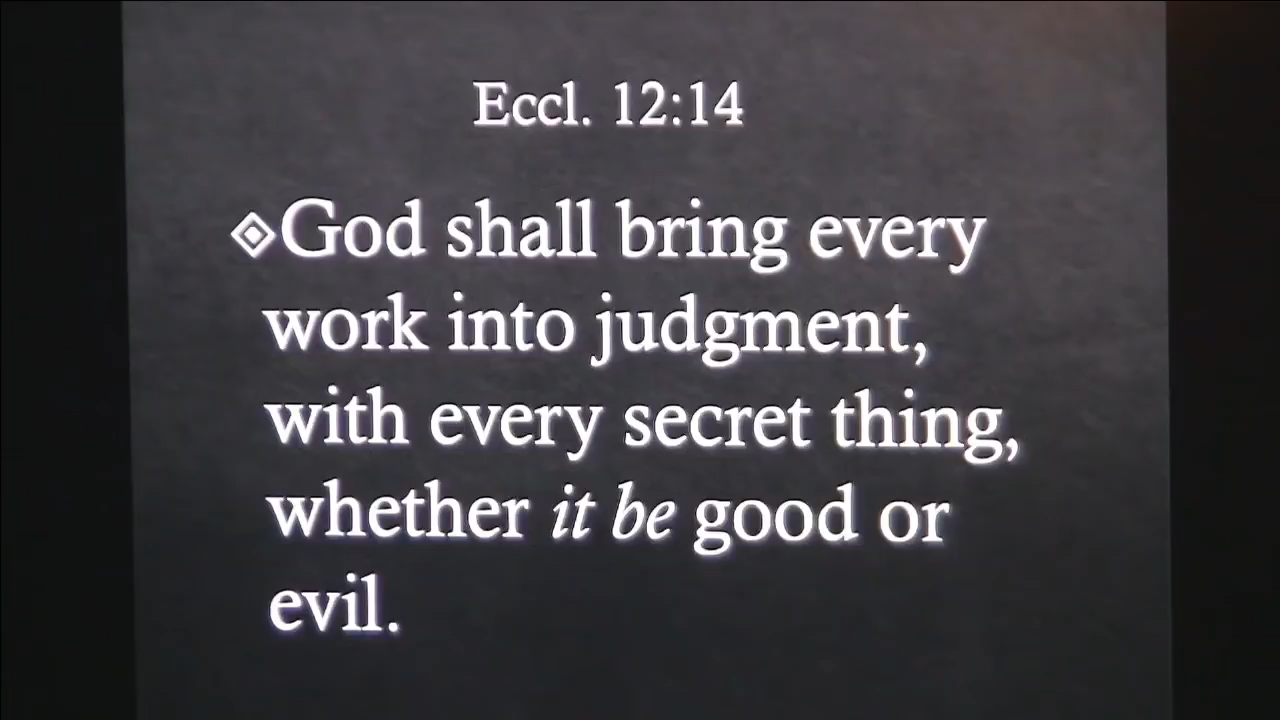 Eccl. 12:14
God shall bring every
work into judgment,
with every secret thing,
whether it be good or
evil.